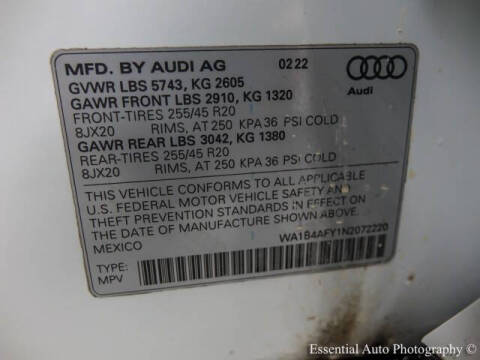 MFD. BY AUDI AG 02 22
GVWR LBS 5743, KG 2605
GAWR FRONT LBS 2910, KG 1320
FRONT-TIRES 255/45 R20
8JX20 RIMS, AT 250 KPA 36 PSI COLD
GAWR REAR LBS 3042, KG 1380
REAR-TIRES 255/45 R20
8JX20 RIMS, AT 250 KPA 36 PSI COLD
Audi
THIS VEHICLE CONFORMS TO ALL APPLICABLE
U.S. FEDERAL MOTOR VEHICLE SAFETY AND
THEFT PREVENTION STANDARDS IN EFFECT ON
THE DATE OF MANUFACTURE SHOWN ABOVE.
MEXICO
WA1B4AFY1N2072220
TYPE:
MPV
Essential Auto Photography ©